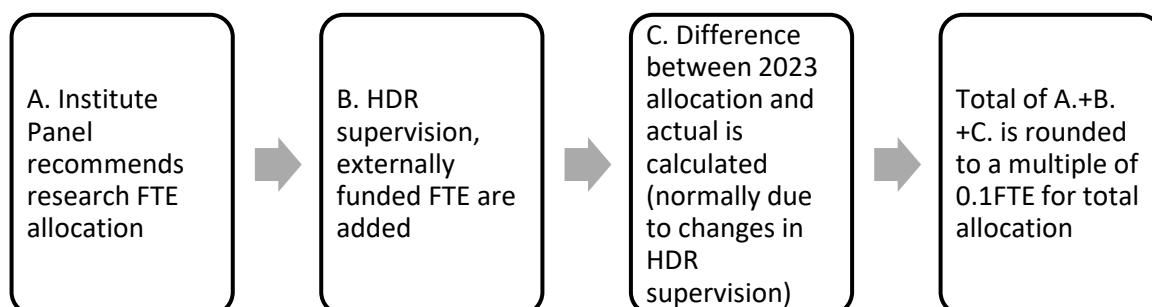 A. Institute
Panel
recommends
research FTE
allocation
B. HDR
supervision,
externally
funded FTE are
added
C. Difference
between 2023
allocation and
actual is
calculated
(normally due
to changes in
HDR
supervision)
Total of A.+B.
+C. is rounded
to a multiple of
0.1FTE for total
allocation